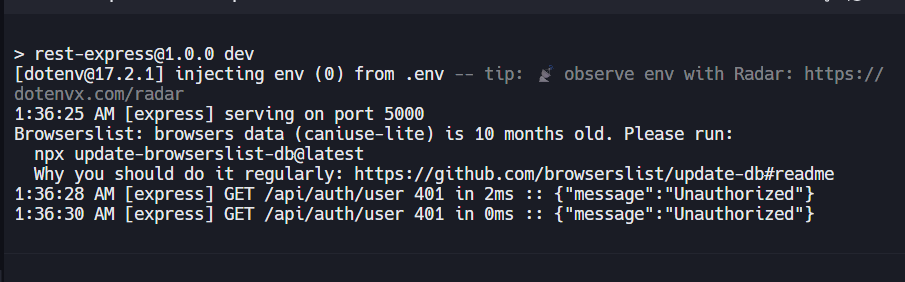 > rest-express@1.0.0 dev
[dotenv@17.2.1] injecting env (0) from .env -- tip: 📡 observe env with Radar: https://
dotenvx.com/radar
1:36:25 AM [express] serving on port 5000
Browserslist: browsers data (caniuse-lite) is 10 months old. Please run:
  npx update-browserslist-db@latest
  Why you should do it regularly: https://github.com/browserslist/update-db#readme
1:36:28 AM [express] GET /api/auth/user 401 in 2ms :: {"message":"Unauthorized"}
1:36:30 AM [express] GET /api/auth/user 401 in 0ms :: {"message":"Unauthorized"}